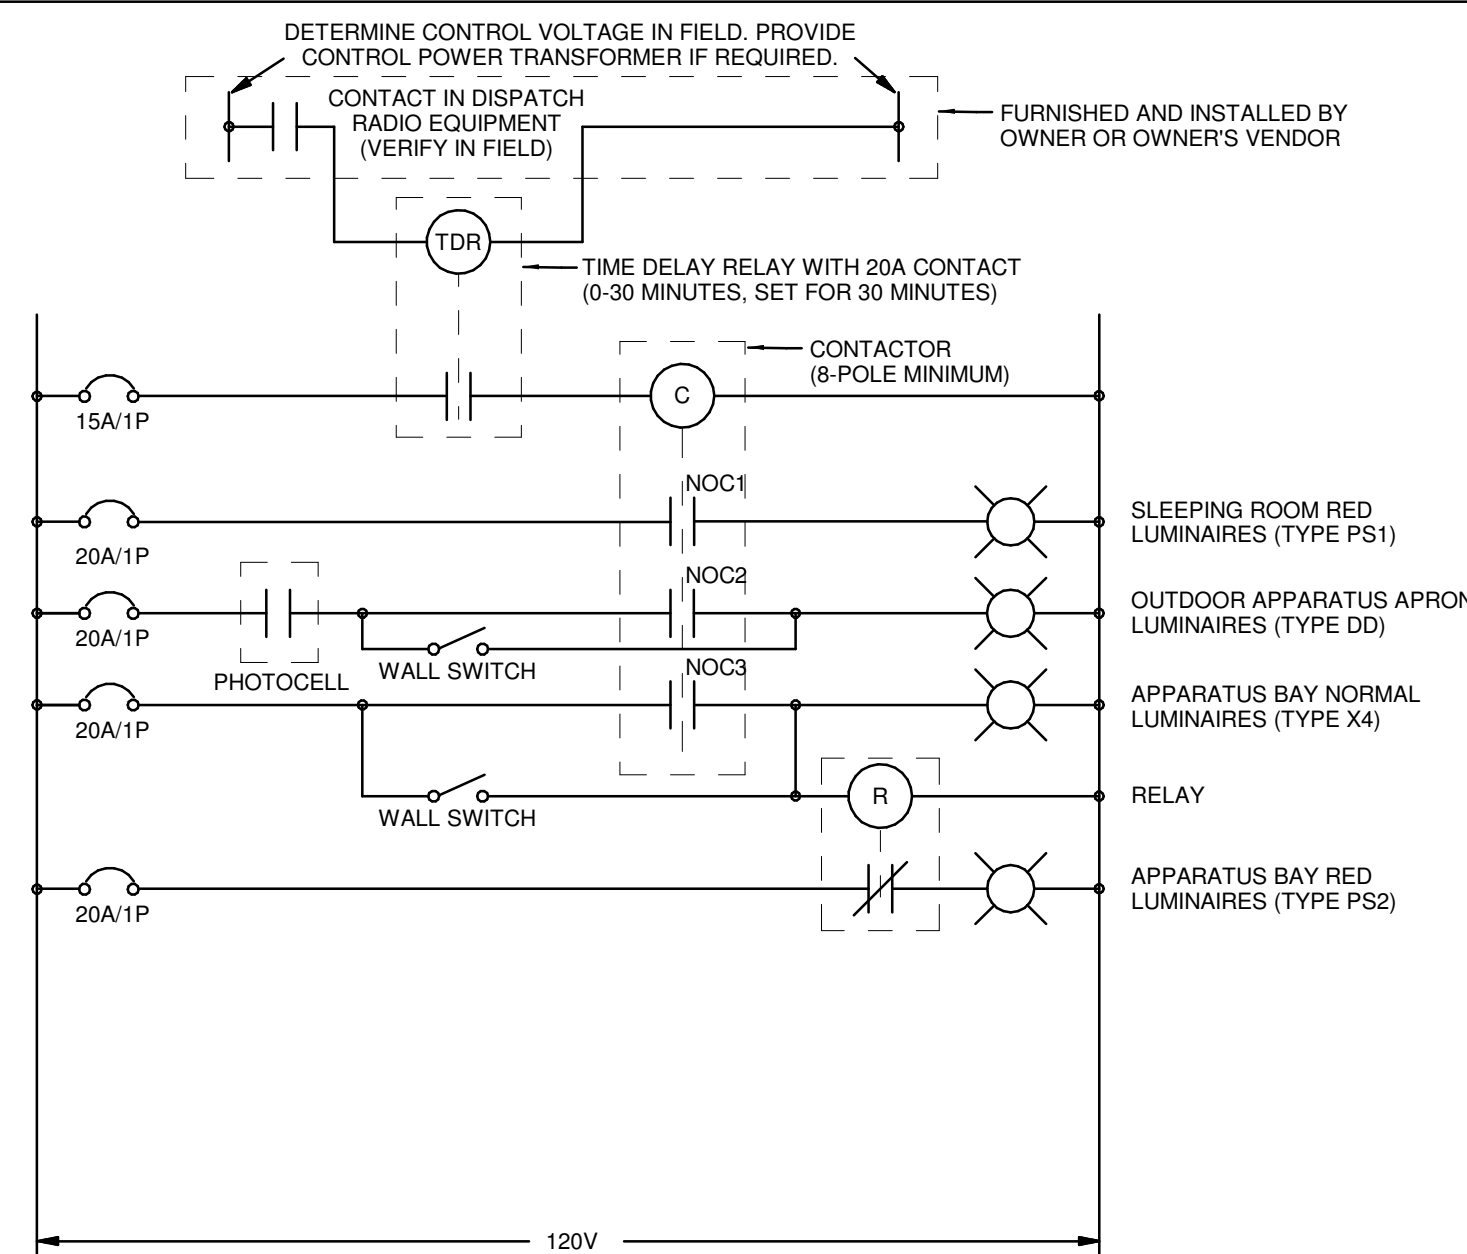 DETERMINE CONTROL VOLTAGE IN FIELD. PROVIDE
CONTROL POWER TRANSFORMER IF REQUIRED.
CONTACT IN DISPATCH
RADIO EQUIPMENT
(VERIFY IN FIELD)
FURNISHED AND INSTALLED BY
OWNER OR OWNER'S VENDOR
TDR
TIME DELAY RELAY WITH 20A CONTACT
(0-30 MINUTES, SET FOR 30 MINUTES)
CONTACTOR
(8-POLE MINIMUM)
C
15A/1P
NOC1
SLEEPING ROOM RED
LUMINAIRES (TYPE PS1)
20A/1P
NOC2
OUTDOOR APPARATUS APRON
LUMINAIRES (TYPE DD)
20A/1P
WALL SWITCH
PHOTOCELL
NOC3
APPARATUS BAY NORMAL
LUMINAIRES (TYPE X4)
20A/1P
R
RELAY
WALL SWITCH
APPARATUS BAY RED
LUMINAIRES (TYPE PS2)
20A/1P
120V